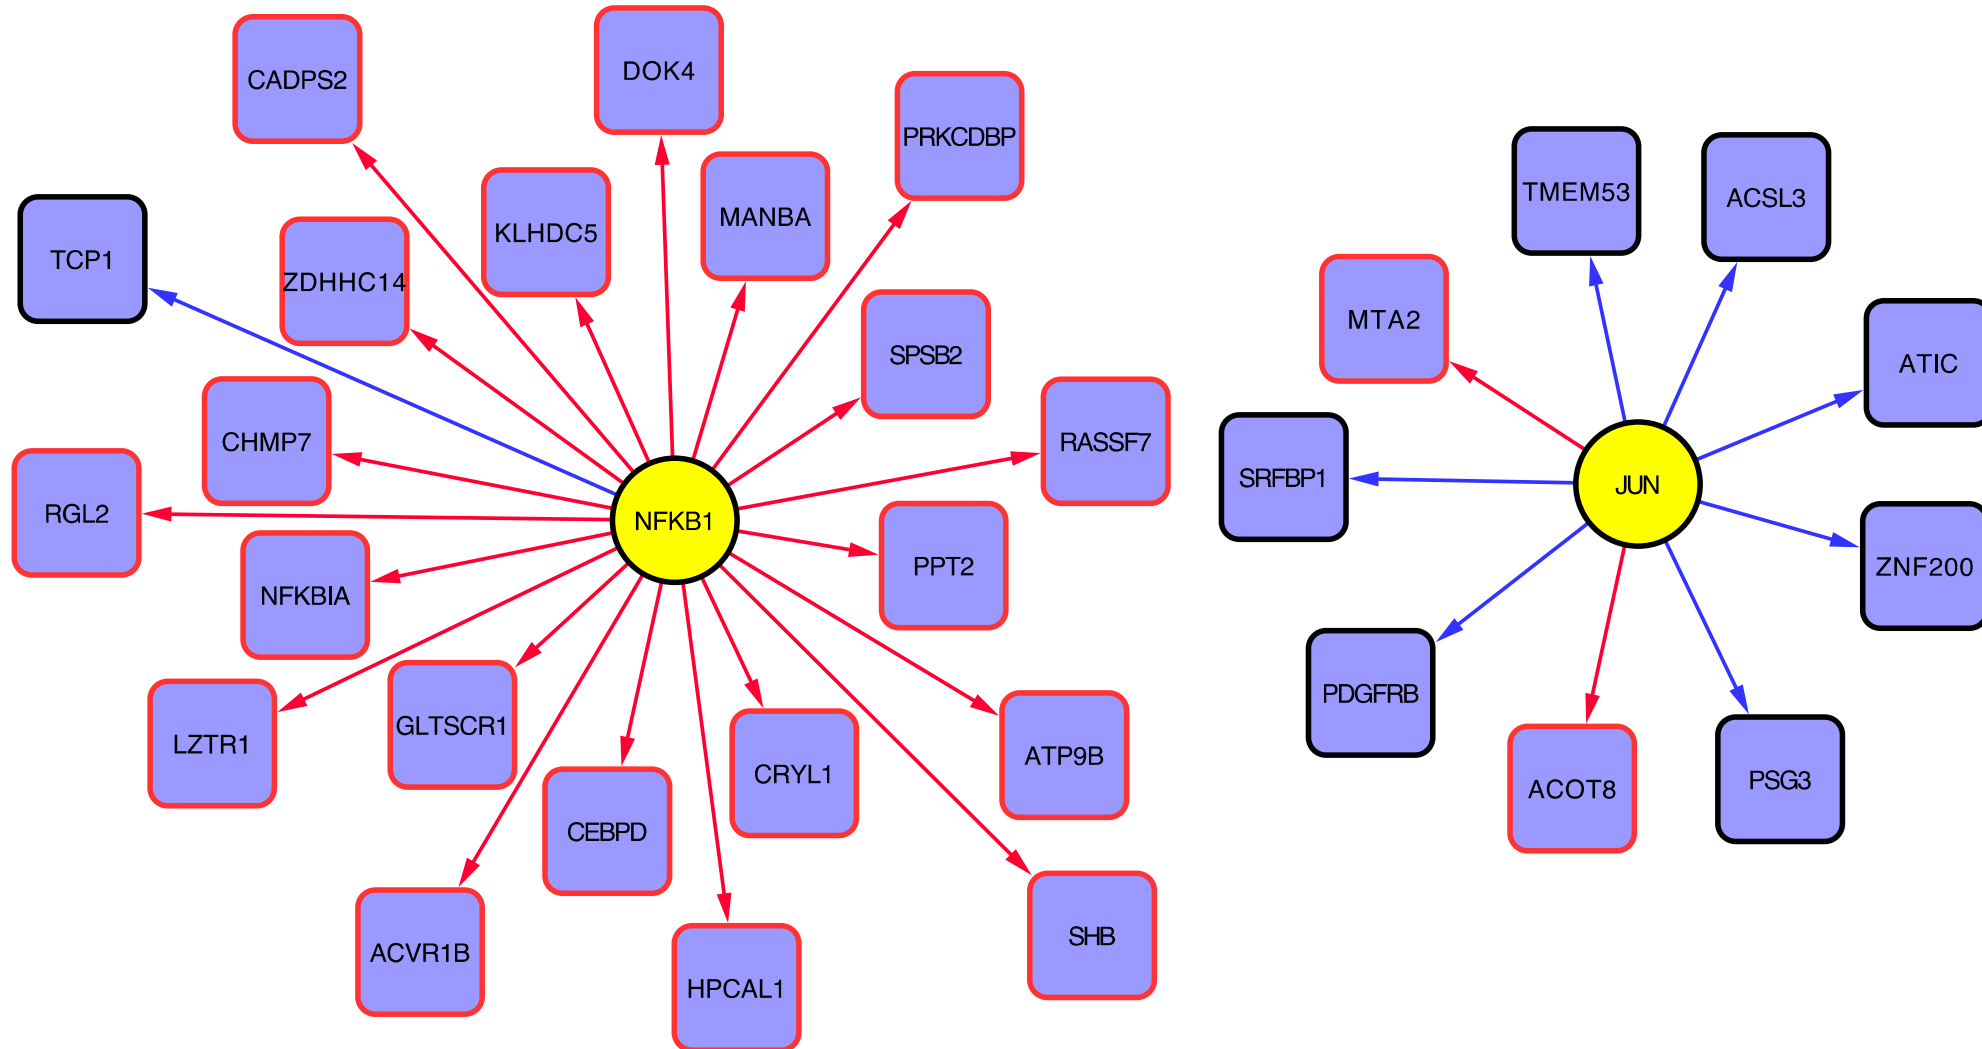 DOK4
CADPS2
PRKCDBP
TMEM53
ACSL3
MANBA
KLHDC5
TCP1
ZDHHC14
MTA2
SPSB2
ATIC
CHMP7
RASSF7
SRFBP1
JUN
RGL2
NFKB1
PPT2
ZNF200
NFKBIA
PDGFRB
GLTSCR1
LZTR1
ATP9B
CRYL1
PSG3
ACOT8
CEBPD
SHB
ACVR1B
HPCAL1